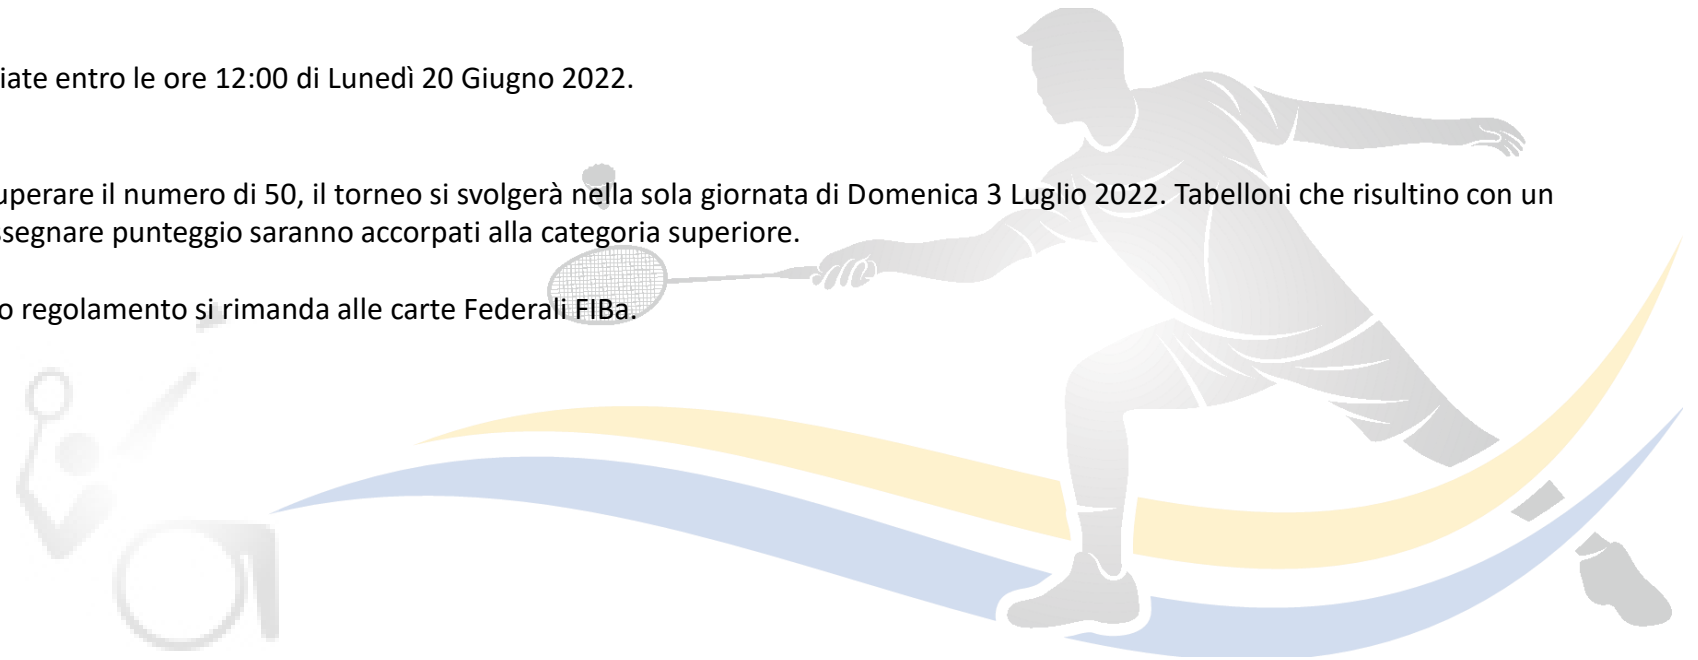 iate entro le ore 12:00 di Lunedì 20 Giugno 2022.
uperare il numero di 50, il torneo si svolgerà nella sola giornata di Domenica 3 Luglio 2022. Tabelloni che risultino con un
ssegnare punteggio saranno accorpati alla categoria superiore.
o regolamento si rimanda alle carte Federali FIBa.